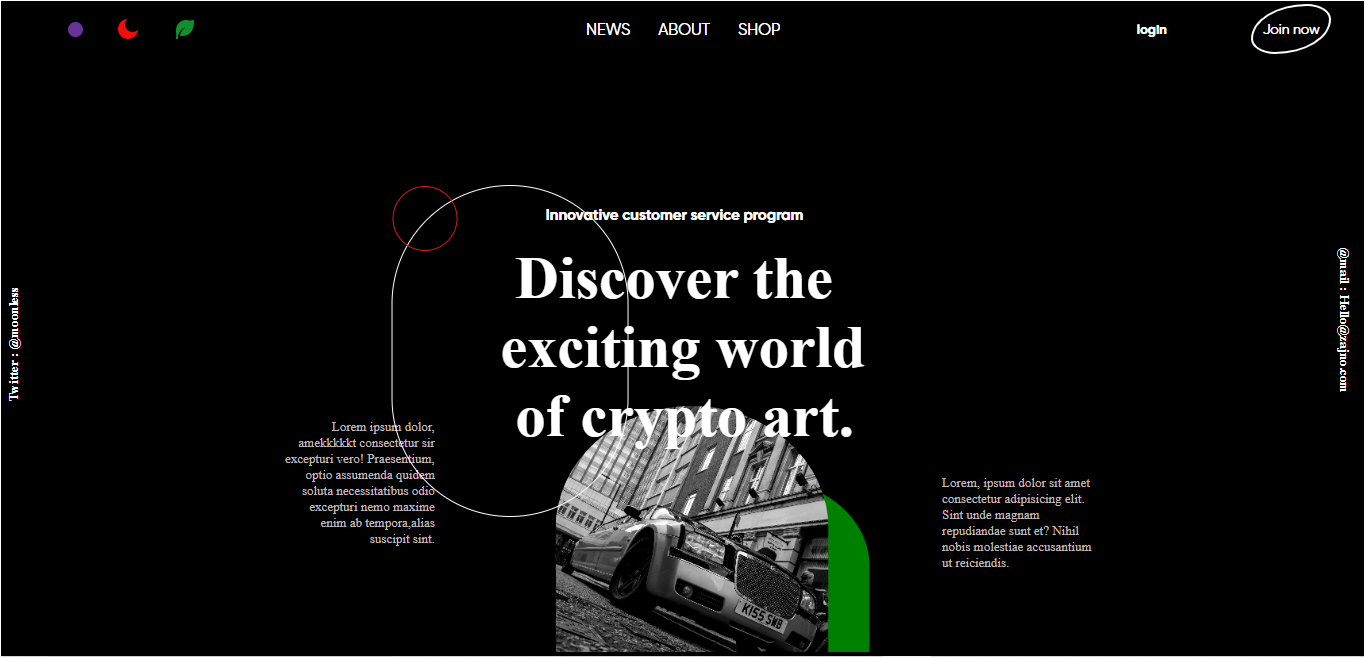 NEWS ABOUT SHOP login Join now
Innovative customer service program
Discover the
exciting world
of crypto art.
Twitter : @moonless
@mail : Hello@zajno.com
Lorem ipsum dolor,
amekkkkkt consectetur sir
excepturi vero! Praesentium,
optio assumenda quidem
soluta necessitatibus odio
excepturi nemo maxime
enim ab tempora,alias
suscipit sint.
Lorem, ipsum dolor sit amet
consectetur adipisicing elit.
Sint unde magnam
repudiandae sunt et? Nihil
nobis molestiae accusantium
ut reiciendis.
K155 SWB